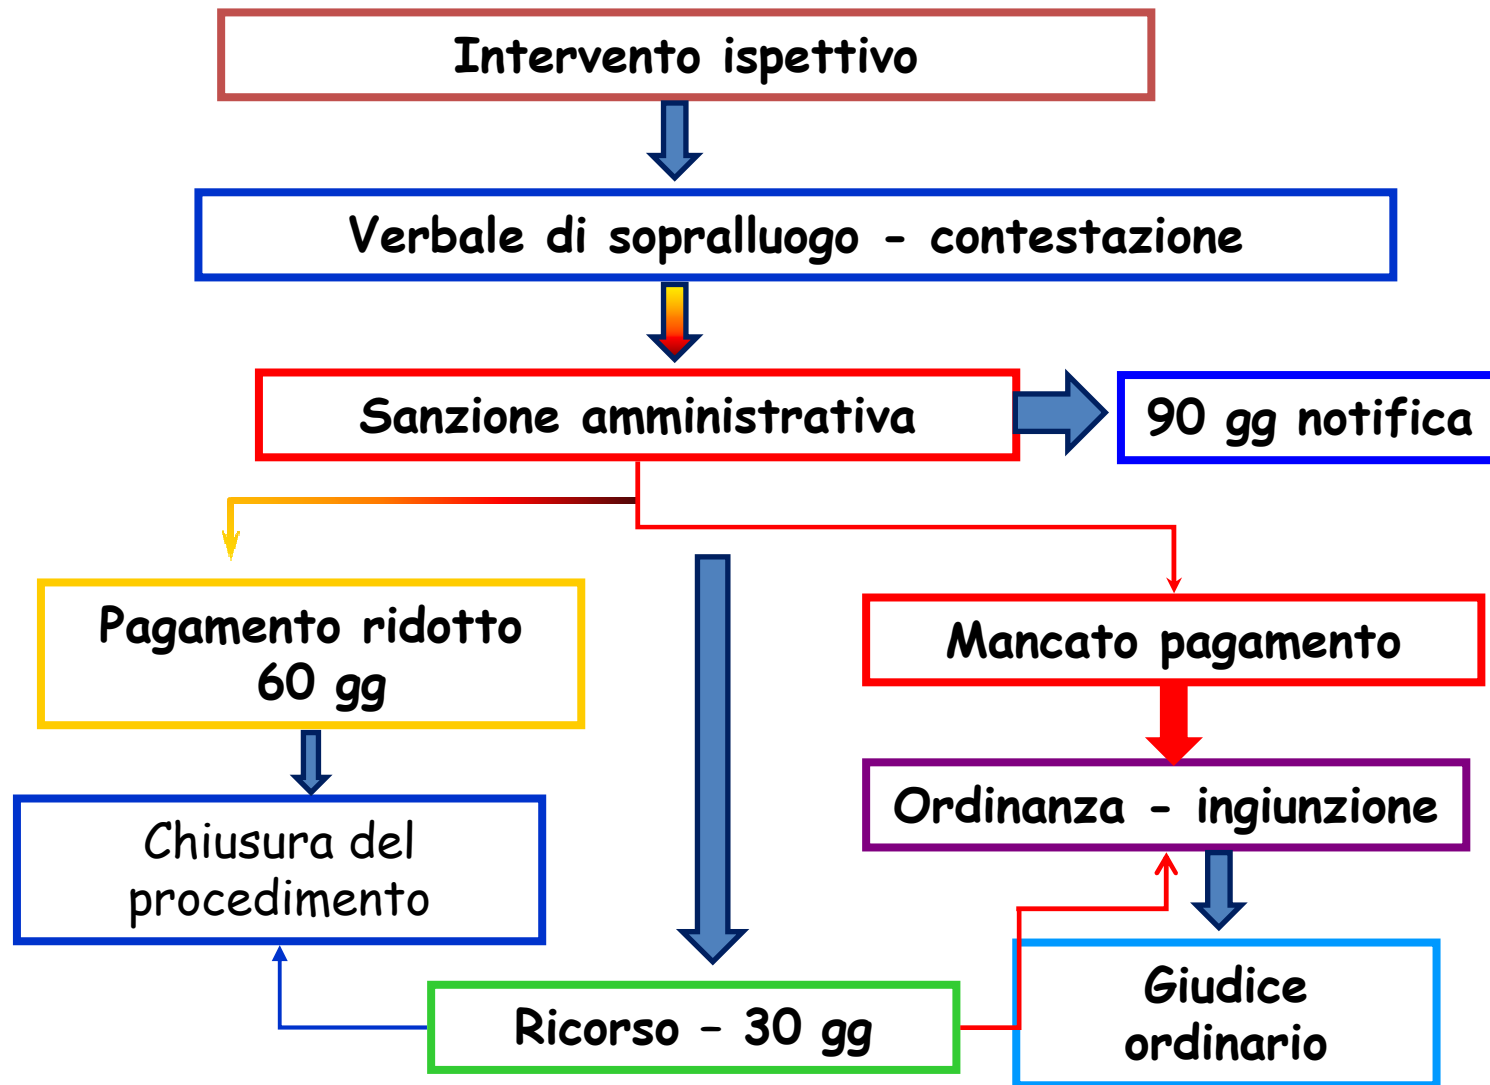 Intervento ispettivo
Verbale di sopralluogo - contestazione
Sanzione amministrativa
90 gg notifica
Pagamento ridotto
60 gg
Mancato pagamento
Ordinanza - ingiunzione
Chiusura del
procedimento
Ricorso – 30 gg
Giudice
ordinario